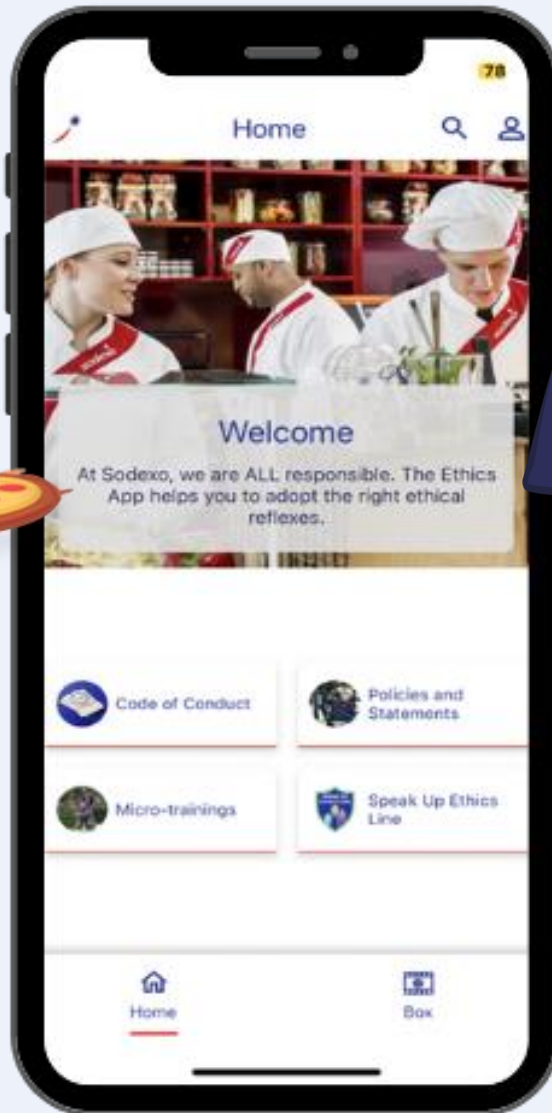 78
Home
Welcome
At Sodexo, we are ALL responsible. The Ethics
App helps you to adopt the right ethical
reflexes.
Code of Conduct
Policies and
Statements
Micro-trainings
Speak Up Ethics
Line
Home
Box